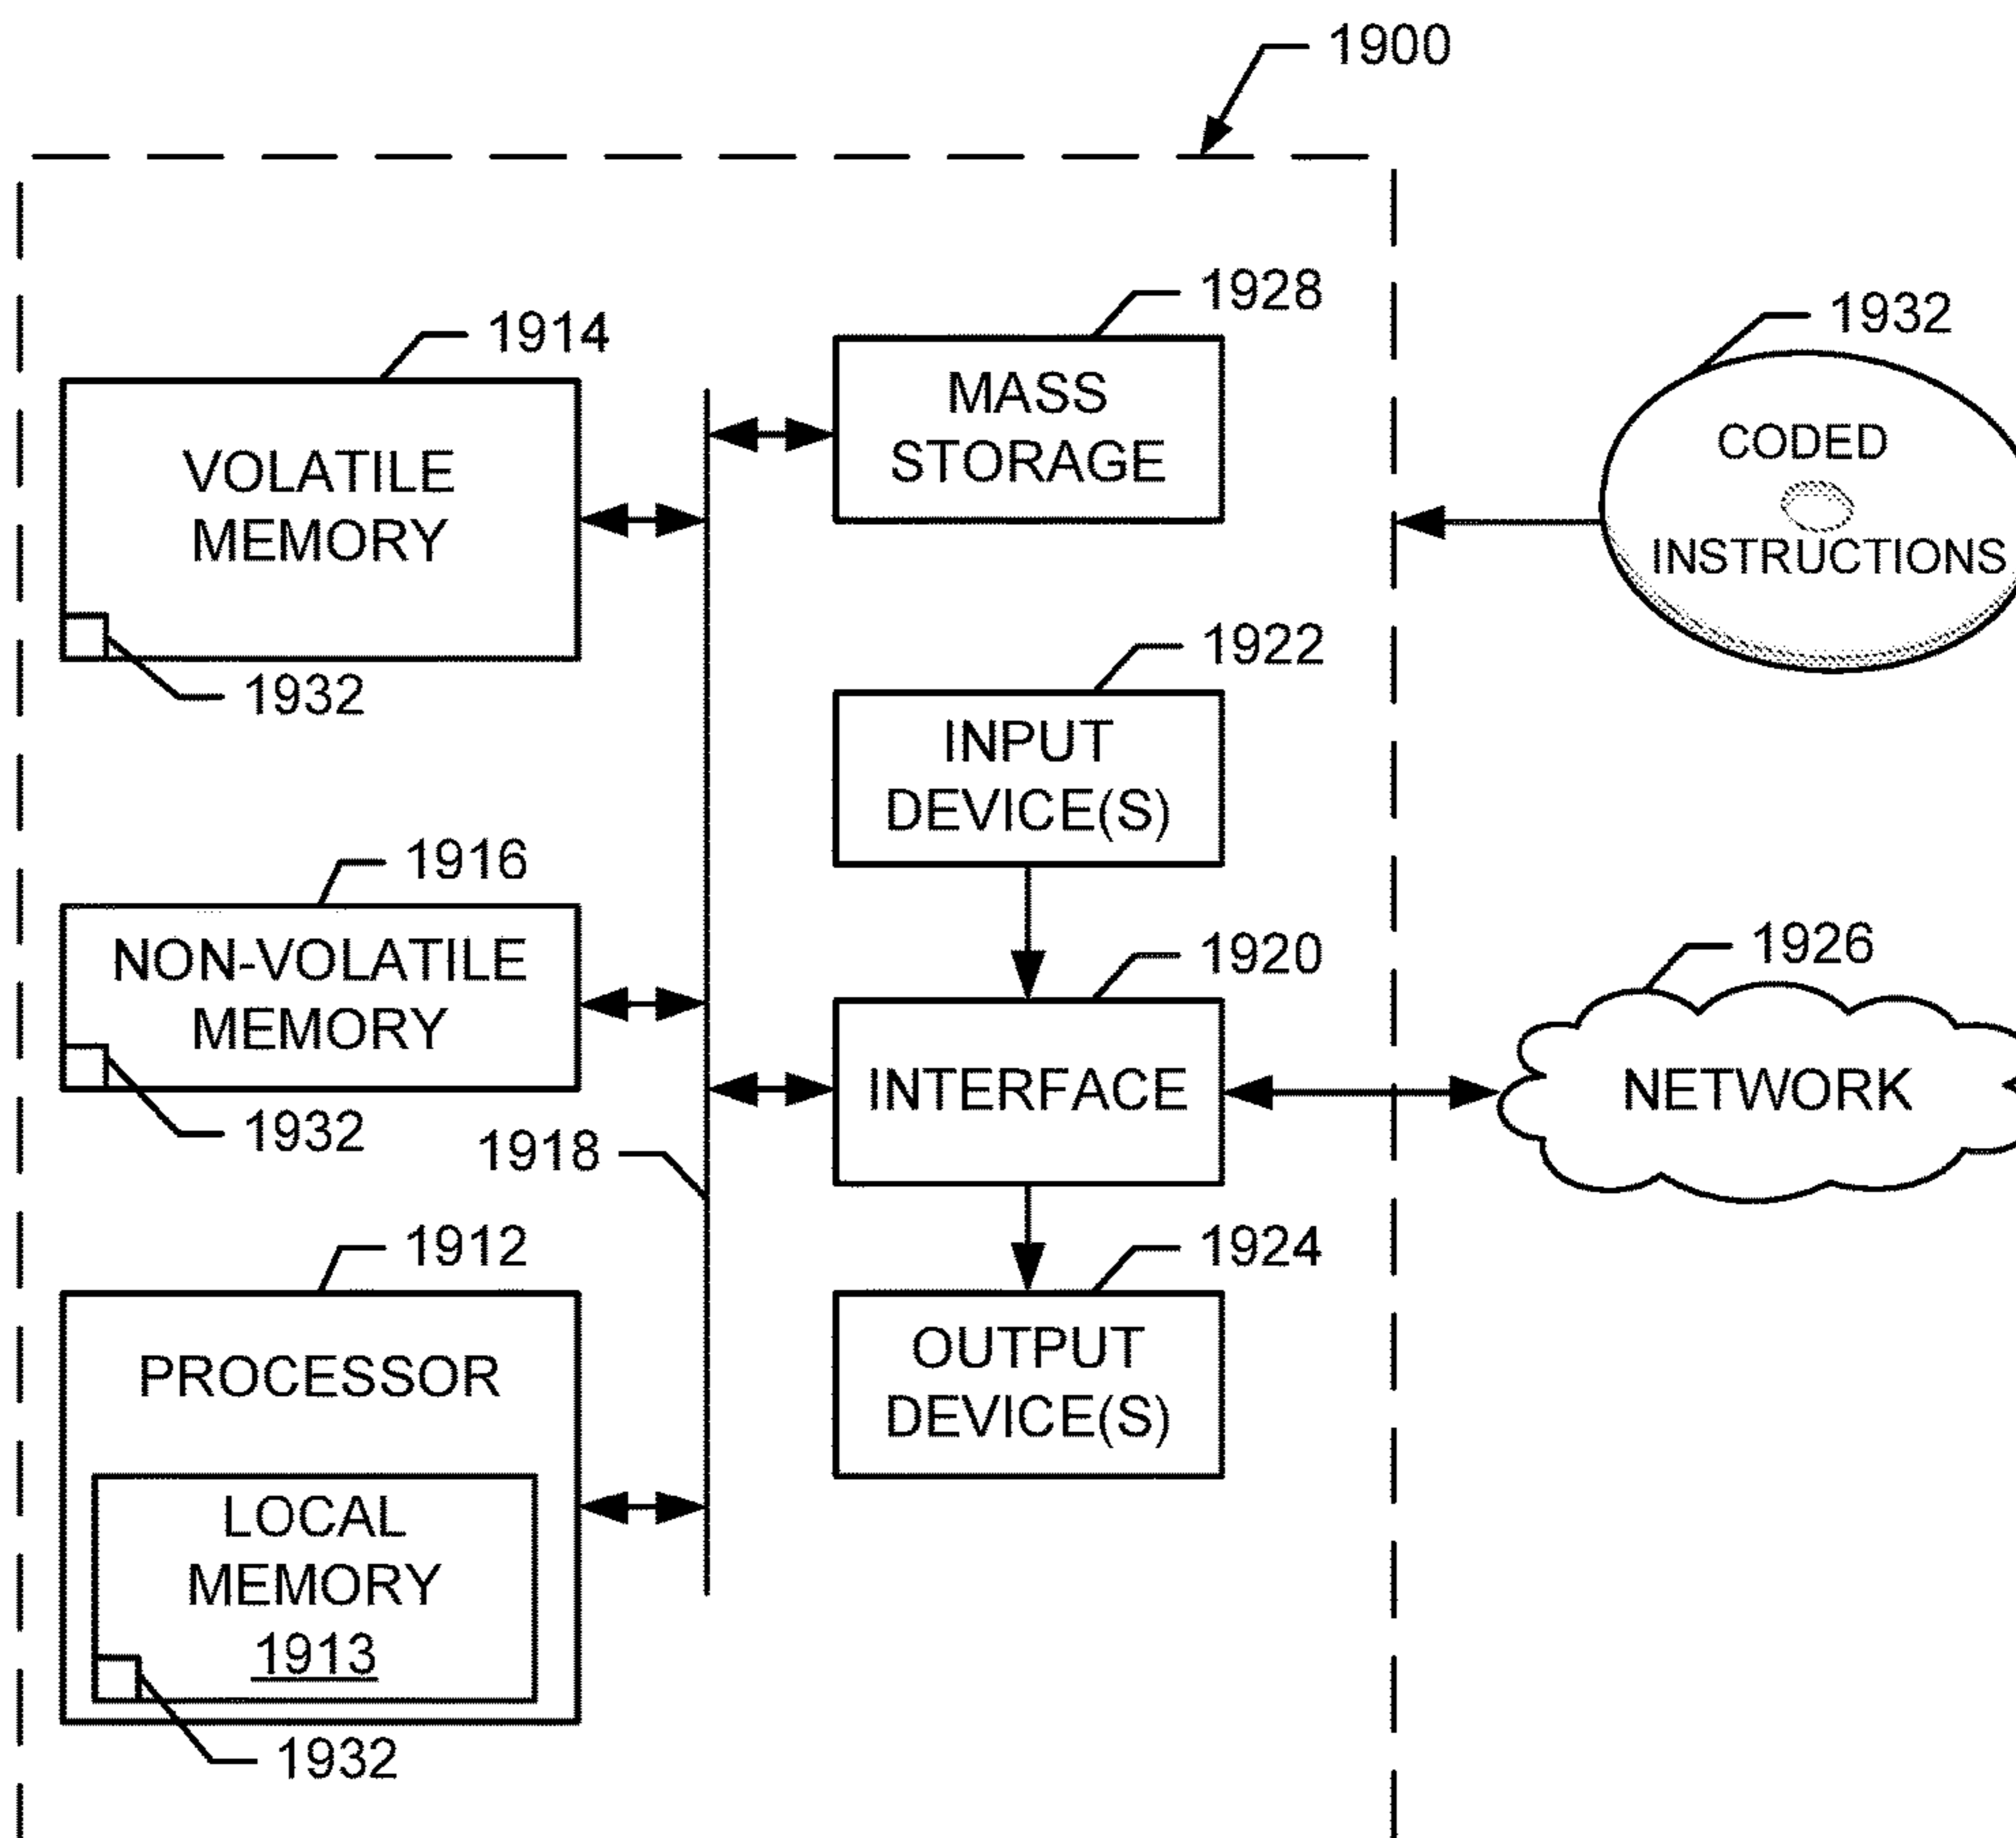 1900
1928
MASS
STORAGE
1932
CODED
INSTRUCTIONS
1914
VOLATILE
MEMORY
1932
1922
INPUT
DEVICE(S)
1916
NON-VOLATILE
MEMORY
1932
1918
1920
INTERFACE
1926
NETWORK
1912
PROCESSOR
LOCAL
MEMORY
1913
1932
1924
OUTPUT
DEVICE(S)